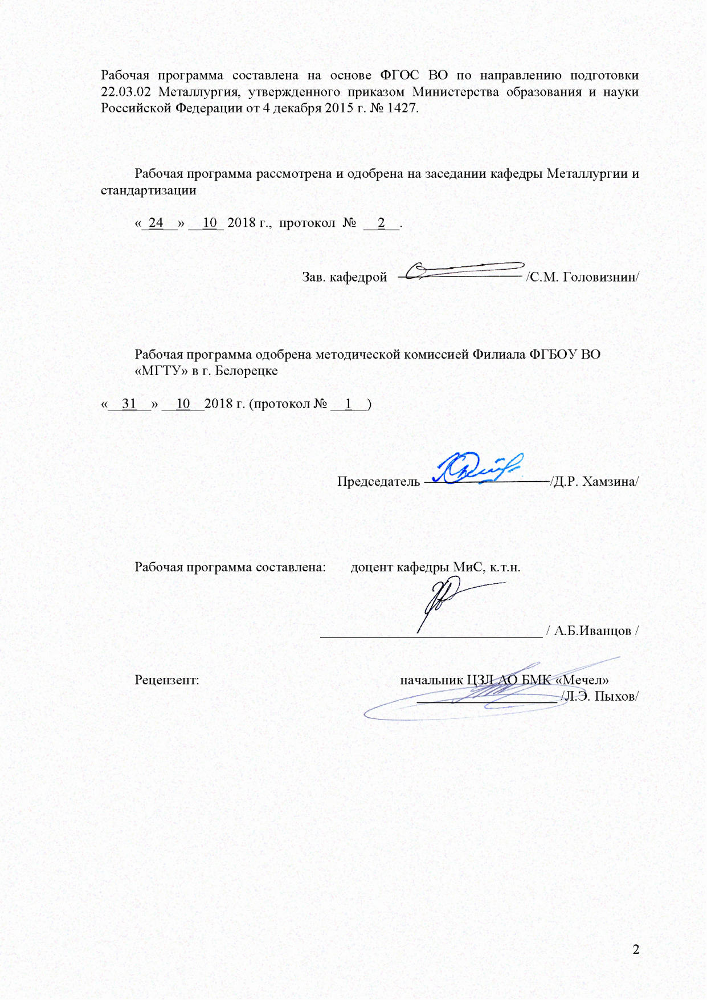 Рабочая программа составлена на основе ФГОС ВО по направлению подготовки
22.03.02 Металлургия, утвержденного приказом Министерства образования и науки
Российской Федерации от 4 декабря 2015 г. № 1427.
Рабочая программа рассмотрена и одобрена на заседании кафедры Металлургии и
стандартизации
«_24__» __10_ 2018 г., протокол № __2__.
Зав. кафедрой /С.М. Головизнин/
Рабочая программа одобрена методической комиссией Филиала ФГБОУ ВО
«МГТУ» в г. Белорецке
«__31__» __10__2018 г. (протокол № __1__)
Председатель /Д.Р. Хамзина/
Рабочая программа составлена: доцент кафедры МиС, к.т.н.
/ А.Б.Иванцов /
Рецензент: начальник ЦЗЛ АО БМК «Мечел»
/Л.Э. Пыхов/
2